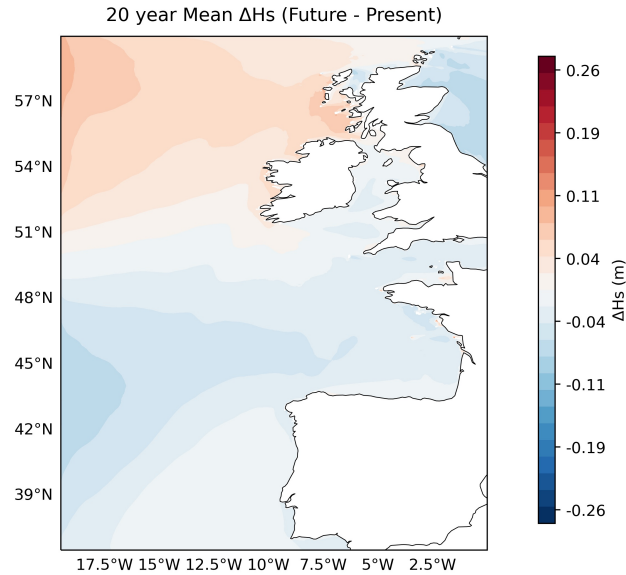 20 year Mean ΔHs (Future - Present)
57°N
54°N
51°N
48°N
45°N
42°N
39°N
17.5°W 15°W 12.5°W 10°W 7.5°W 5°W 2.5°W
0.26
0.19
0.11
0.04
-0.04
-0.11
-0.19
-0.26
ΔHs (m)